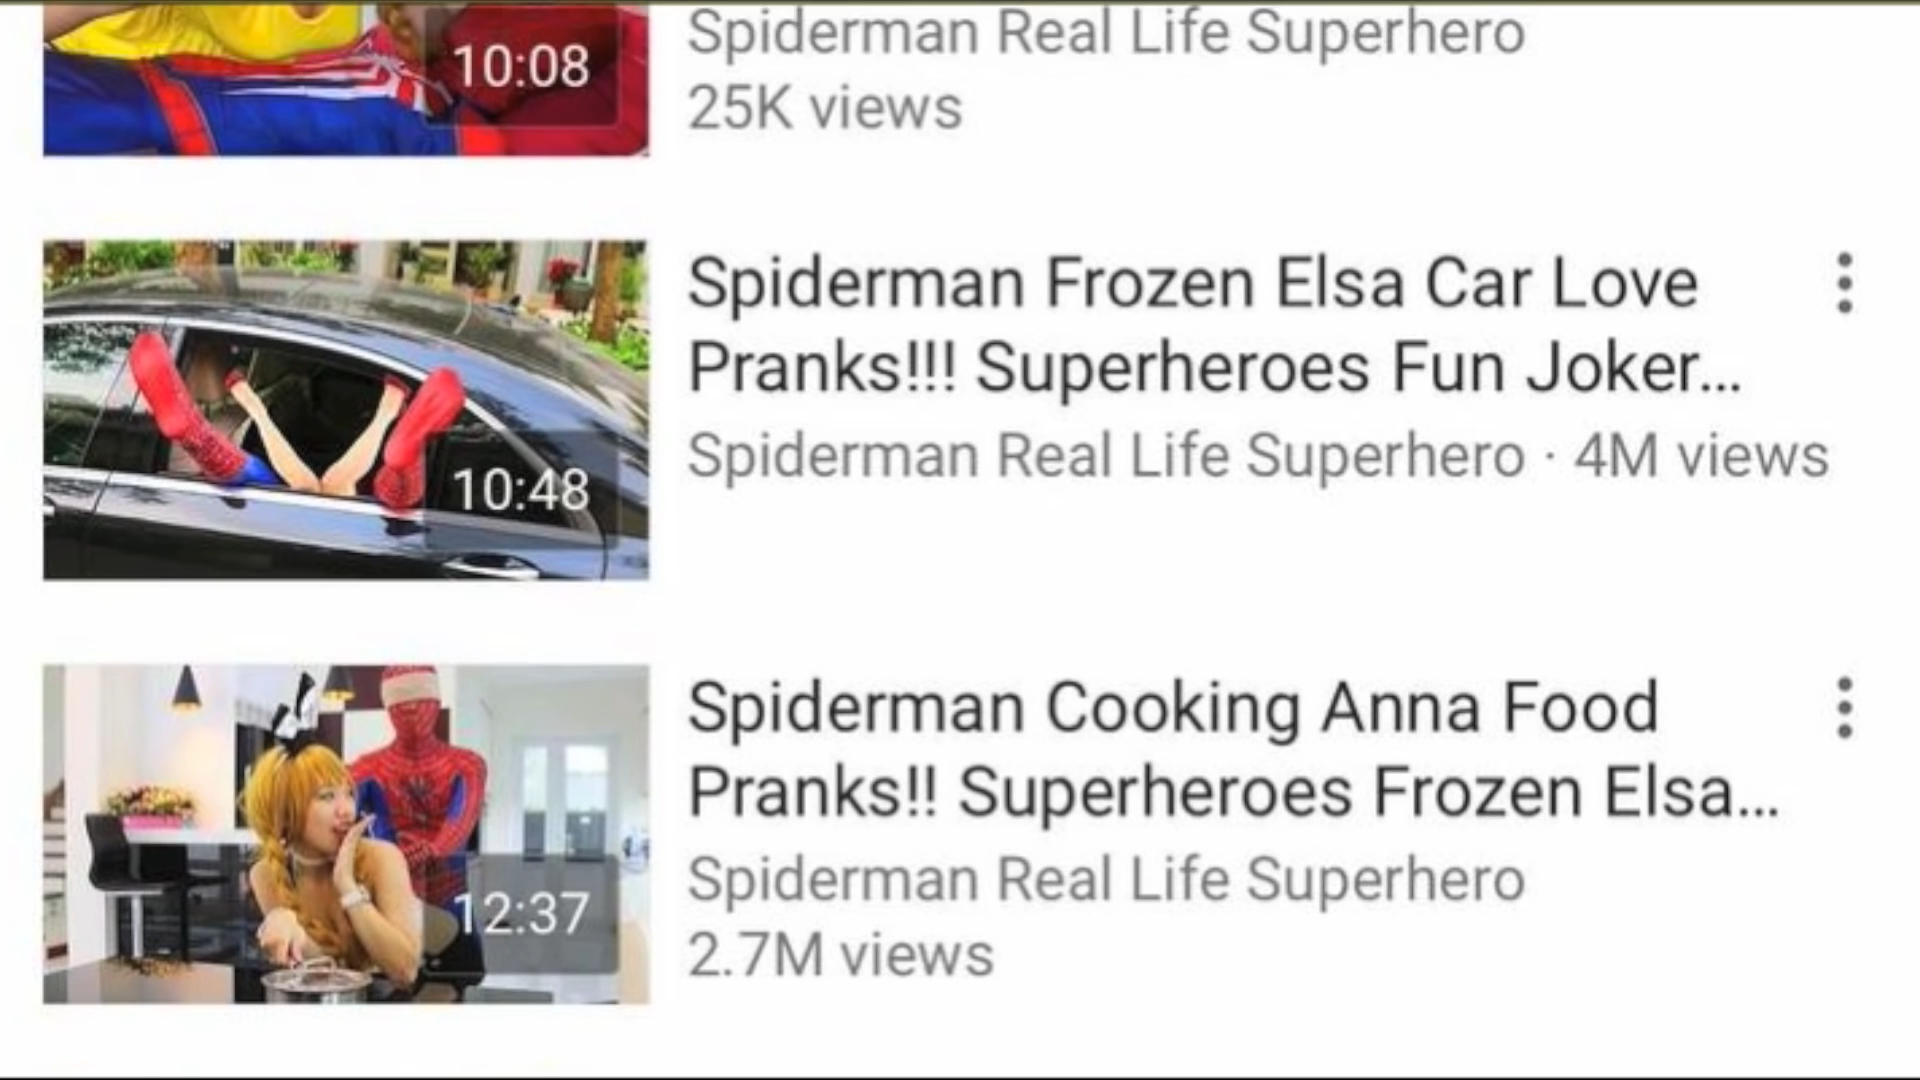 10:08
Spiderman Real Life Superhero
25K views
10:48
Spiderman Frozen Elsa Car Love
Pranks!!! Superheroes Fun Joker...
Spiderman Real Life Superhero · 4M views
12:37
Spiderman Cooking Anna Food
Pranks!! Superheroes Frozen Elsa...
Spiderman Real Life Superhero
2.7M views